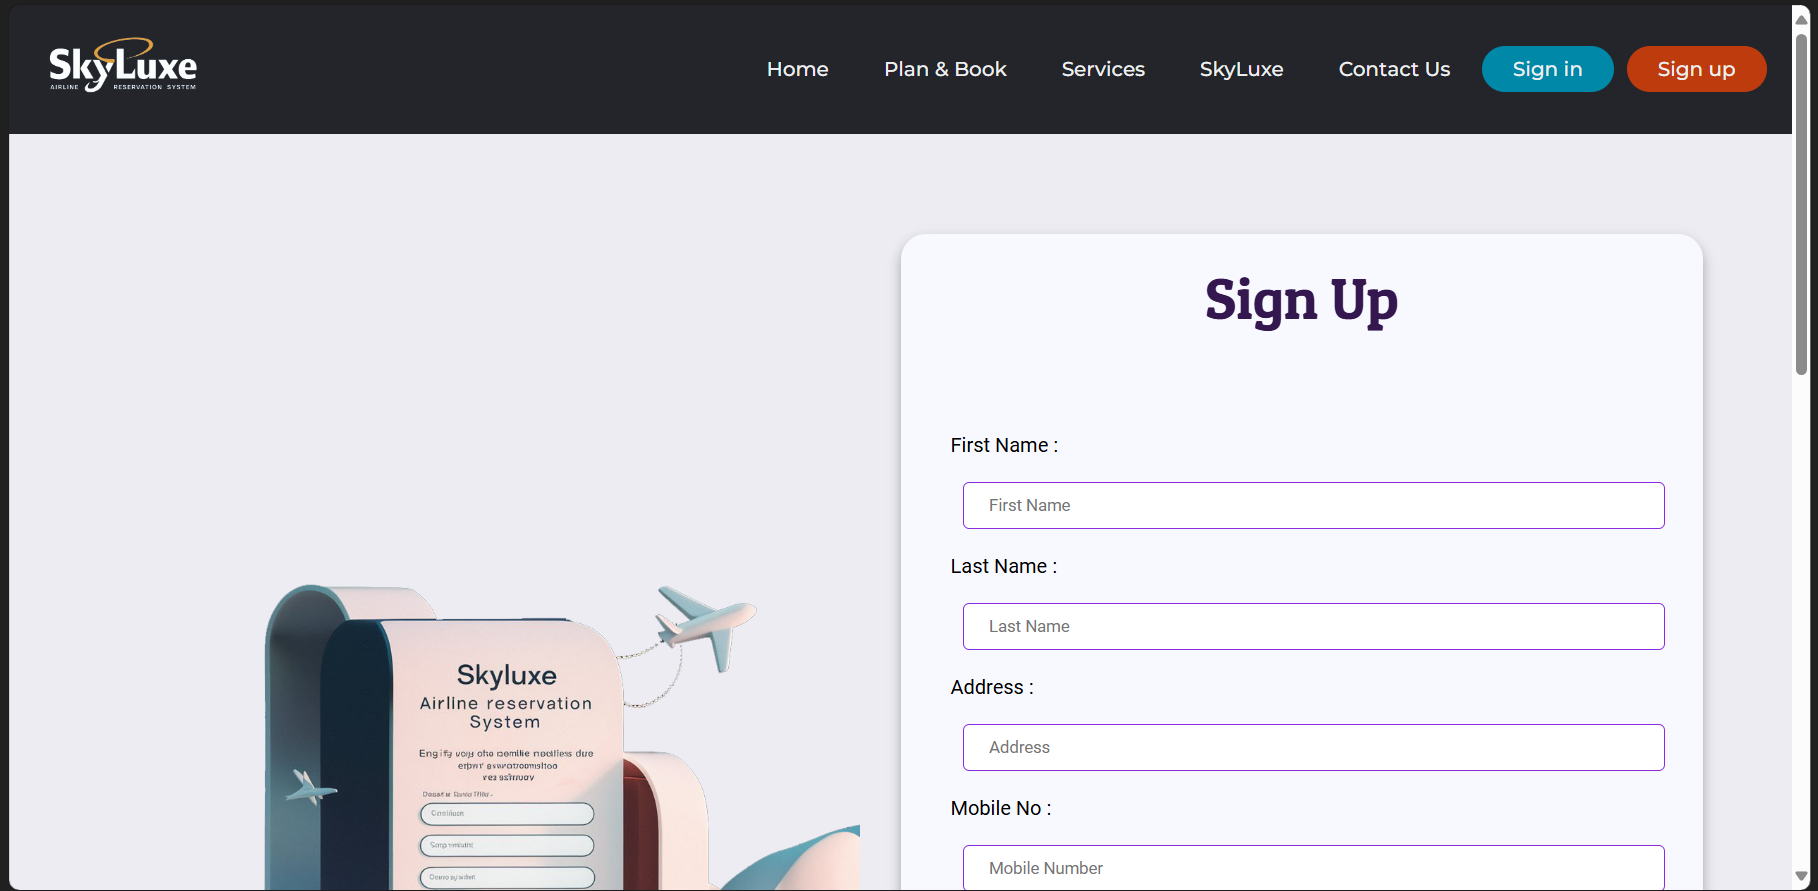 SkyLuxe
AIRLINE RESERVATION SYSTEM
Home Plan & Book Services SkyLuxe Contact Us Sign in Sign up
Sign Up
First Name :
First Name
Last Name :
Last Name
Address :
Address
Mobile No :
Mobile Number
Skyluxe
Airline reservation
System